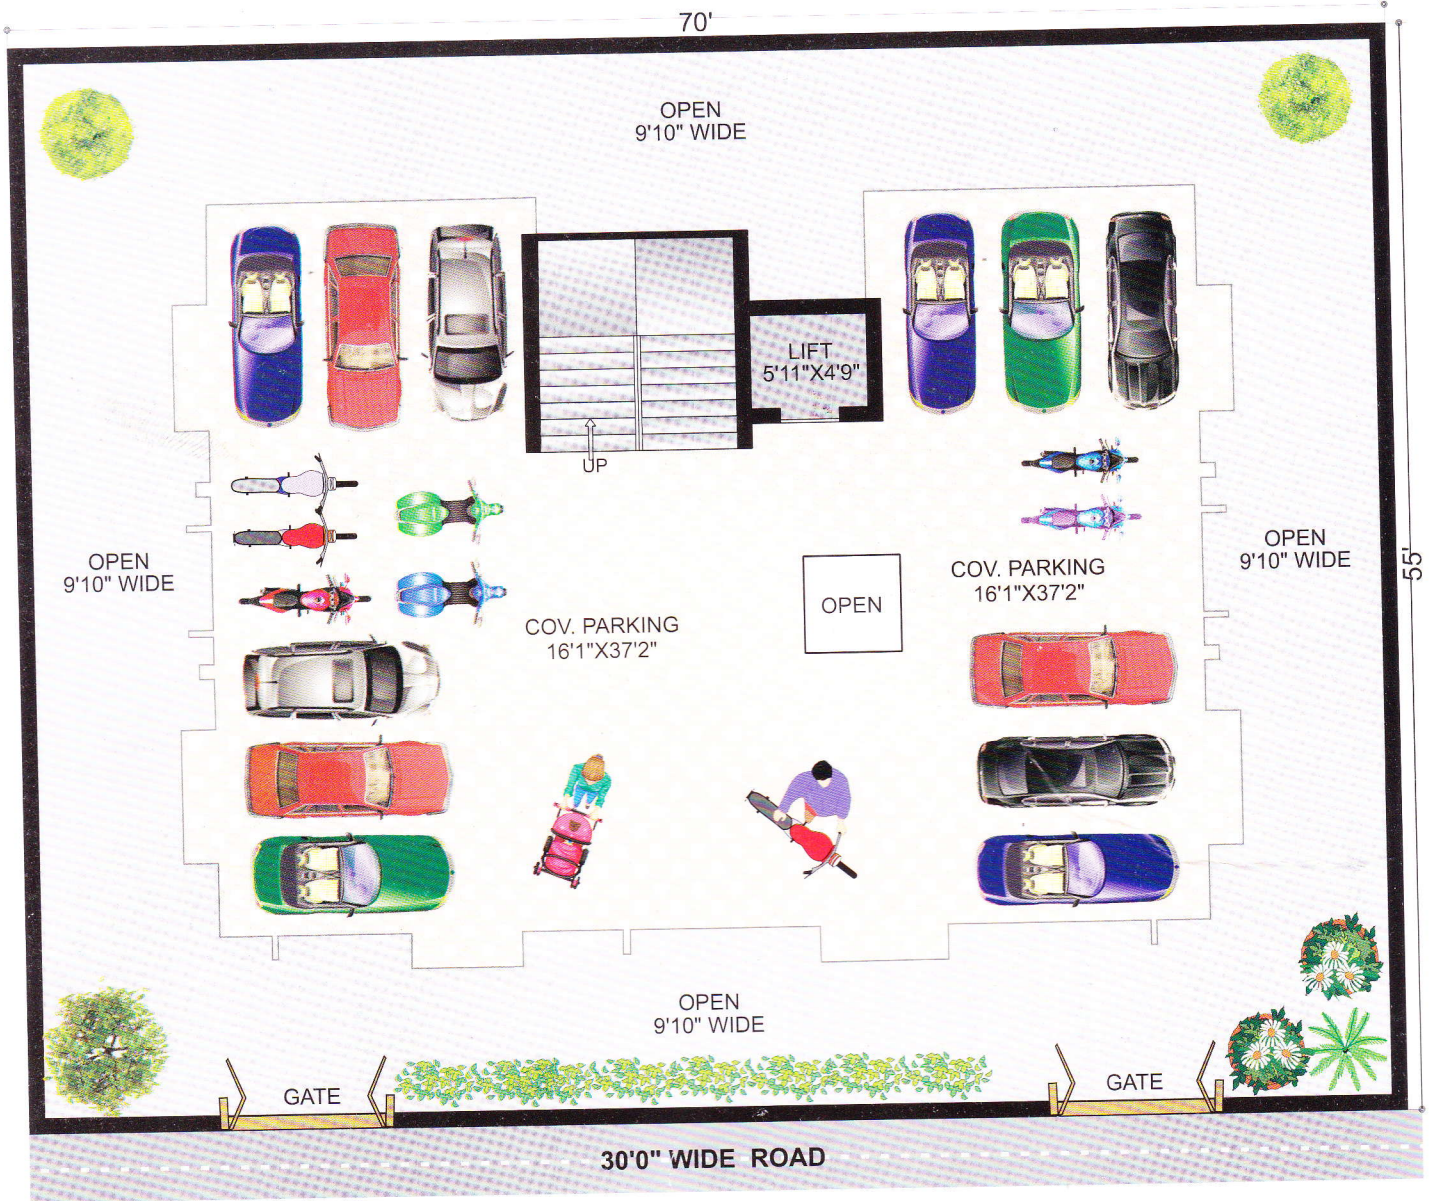 70'
OPEN
9'10" WIDE
LIFT
5'11"X4'9"
UP
OPEN
9'10" WIDE
COV. PARKING
16'1"X37'2"
OPEN
COV. PARKING
16'1"X37'2"
OPEN
9'10" WIDE
55'
OPEN
9'10" WIDE
GATE
GATE
30'0" WIDE ROAD